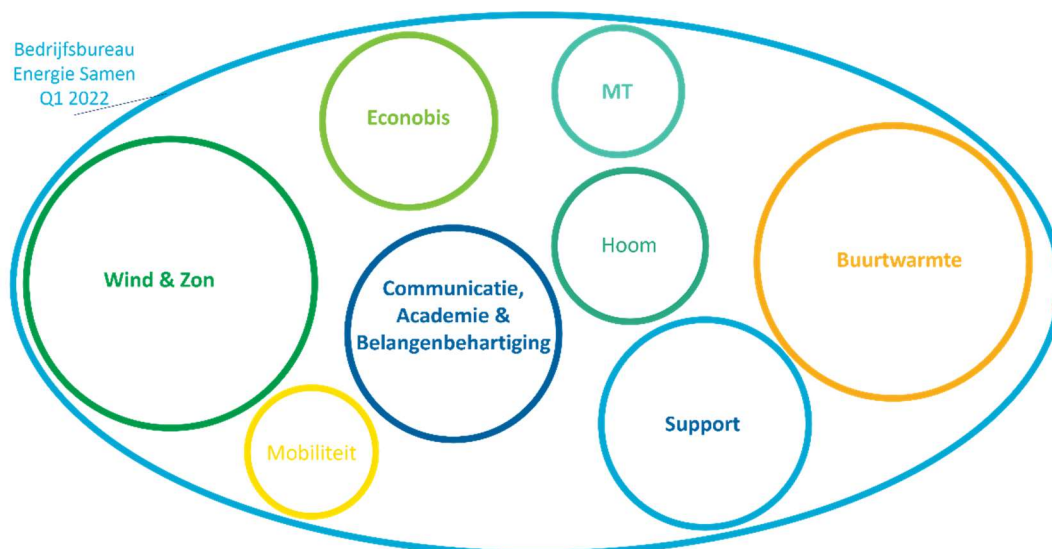 Bedrijfsbureau
Energie Samen
Q1 2022
Econobis
MT
Wind & Zon
Hoom
Buurtwarmte
Communicatie,
Academie &
Belangenbehartiging
Support
Mobiliteit